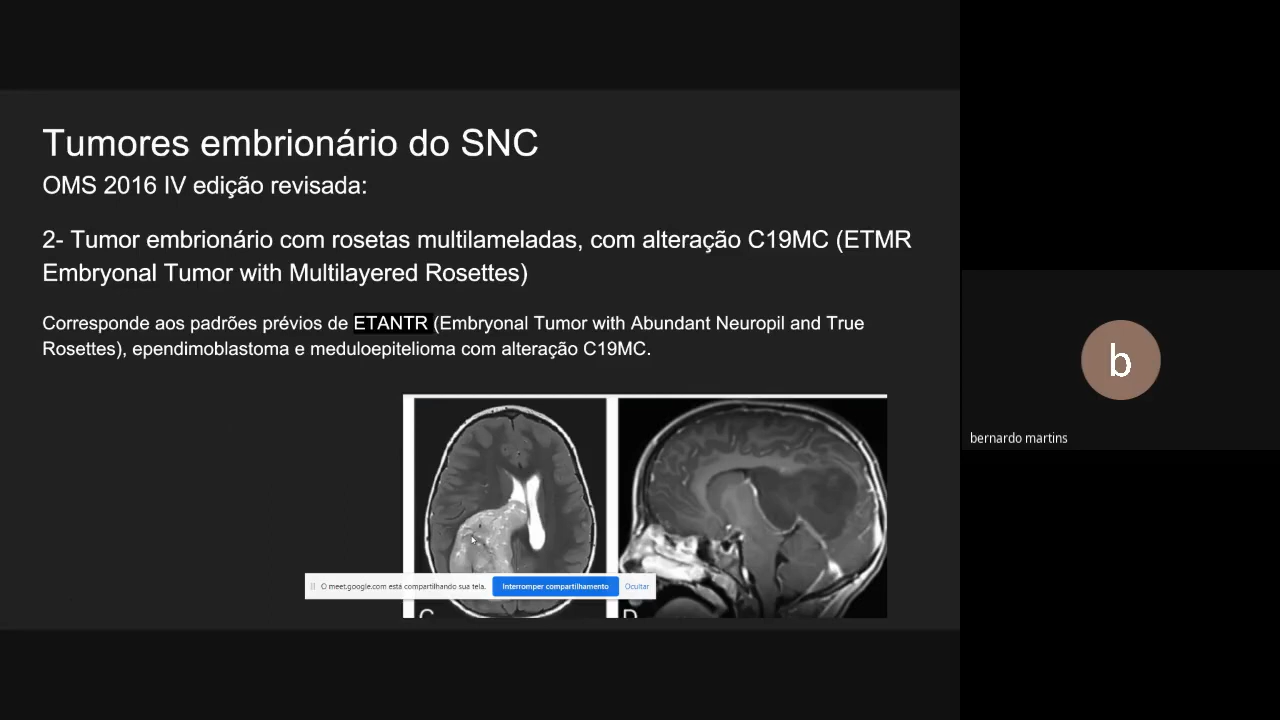 Tumores embrionário do SNC
OMS 2016 IV edição revisada:
2- Tumor embrionário com rosetas multilameladas, com alteração C19MC (ETMR
Embryonal Tumor with Multilayered Rosettes)
Corresponde aos padrões prévios de ETANTR (Embryonal Tumor with Abundant Neuropil and True
Rosettes), ependimoblastoma e meduloepitelioma com alteração C19MC.
b
bernardo martins
O meet.google.com está compartilhando sua tela. Interromper compartilhamento Ocultar
C D